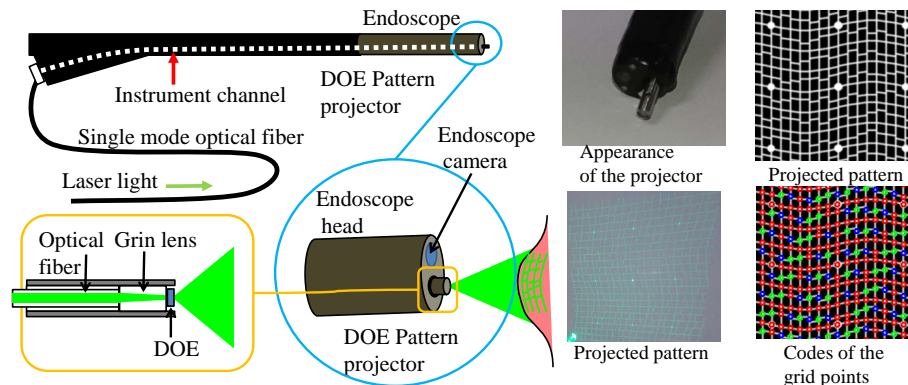 Endoscope
DOE Pattern
projector
Instrument channel
Single mode optical fiber
Laser light
Endoscope
camera
Endoscope
head
DOE Pattern
projector
Optical
fiber
Grin lens
DOE
Appearance
of the projector
Projected pattern
Projected pattern
Codes of the
grid points